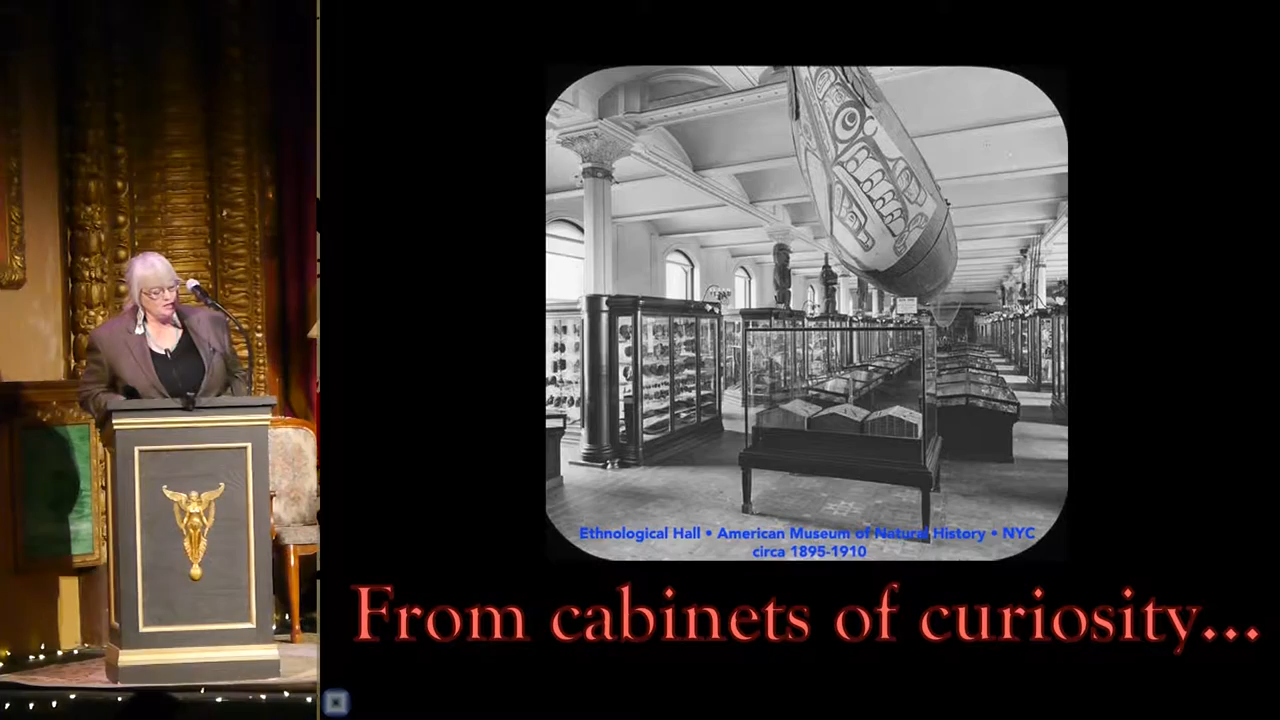 Ethnological Hall • American Museum of Natural History • NYC
circa 1895-1910
From cabinets of curiosity...